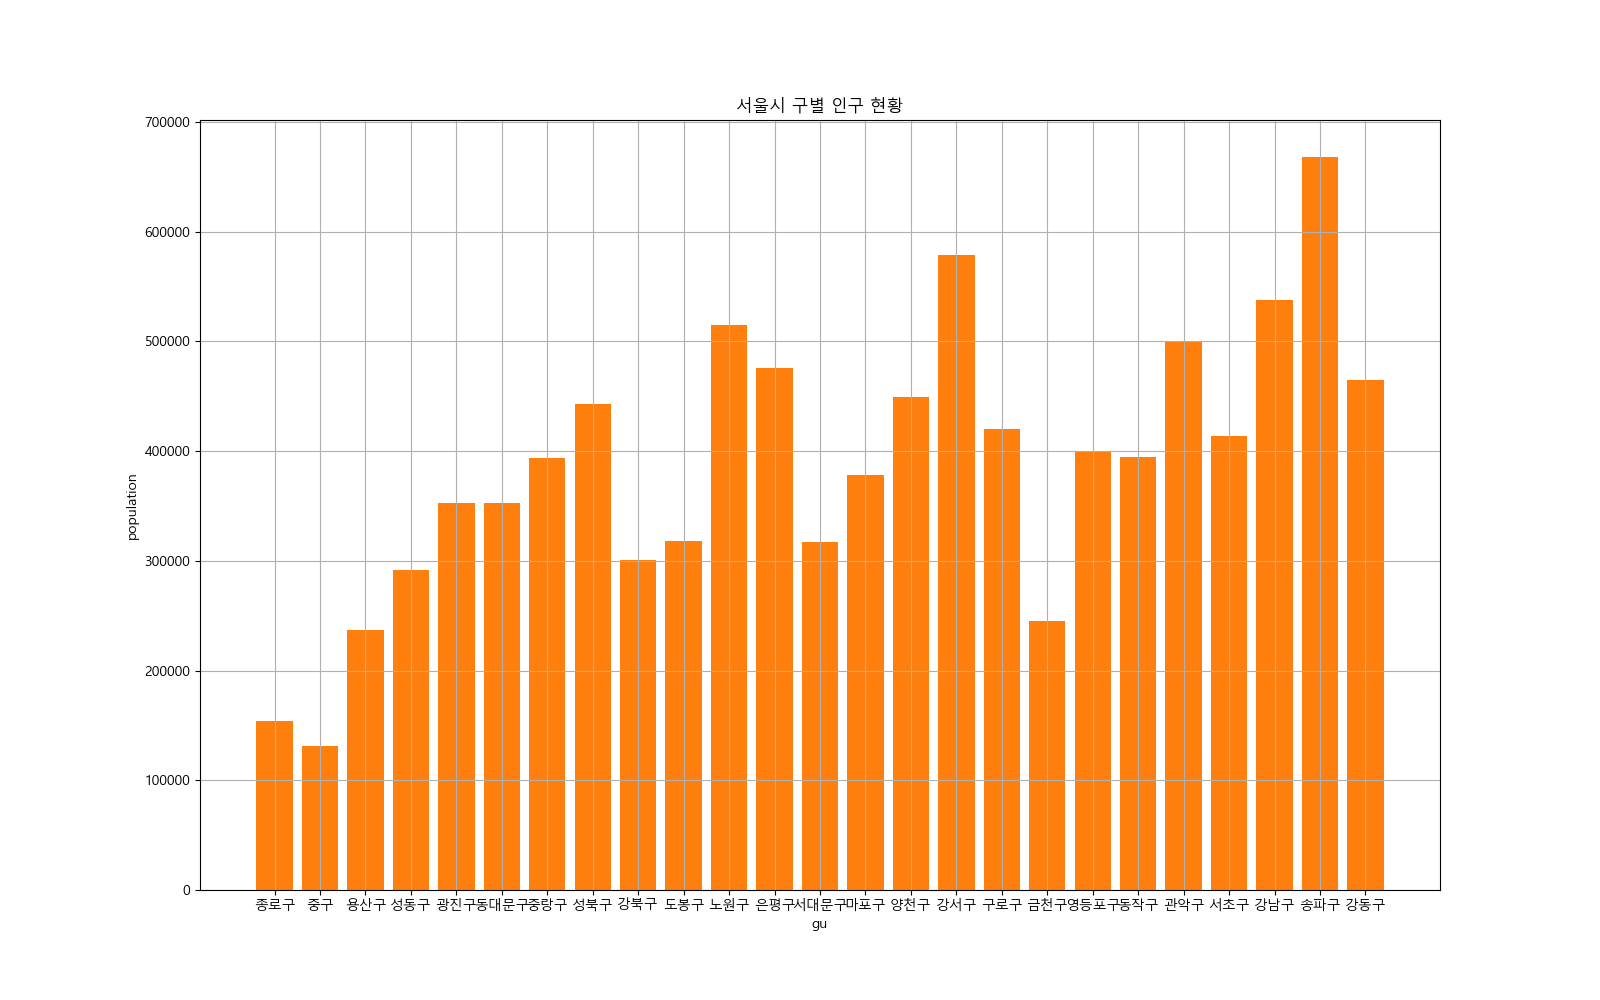 서울시 구별 인구 현황
700000
600000
500000
400000
300000
200000
100000
0
population
종로구 중구 용산구 성동구 광진구 동대문구 중랑구 성북구 강북구 도봉구 노원구 은평구 서대문구 마포구 양천구 강서구 구로구 금천구 영등포구 동작구 관악구 서초구 강남구 송파구 강동구
gu